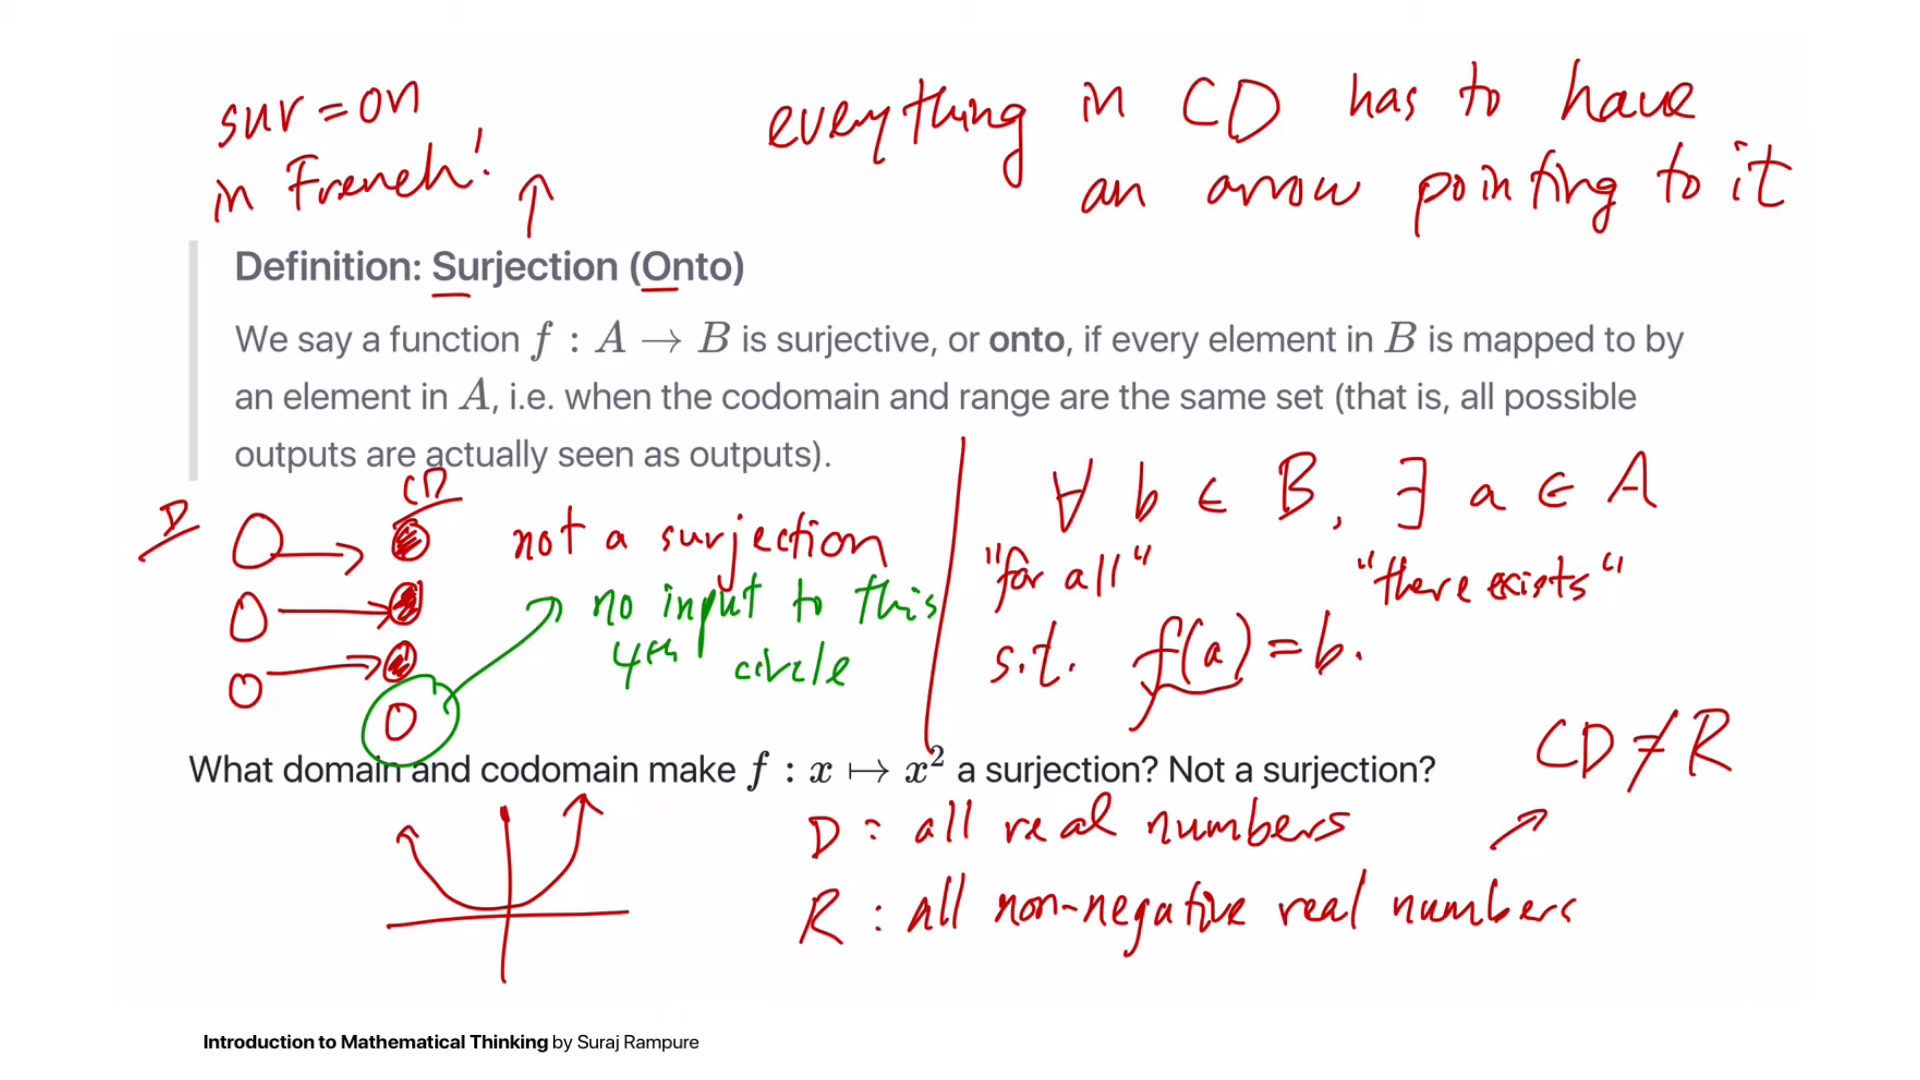 sur = on
in French!
everything in CD has to have
an arrow pointing to it
Definition: Surjection (Onto)
We say a function f : A → B is surjective, or onto, if every element in B is mapped to by
an element in A, i.e. when the codomain and range are the same set (that is, all possible
outputs are actually seen as outputs).
D
CD
not a surjection
no input to this
4th circle
∀ b ∈ B, ∃ a ∈ A
"for all" "there exists"
s.t. f(a) = b.
CD ≠ R
What domain and codomain make f : x ↦ x² a surjection? Not a surjection?
D : all real numbers
R : all non-negative real numbers
Introduction to Mathematical Thinking by Suraj Rampure